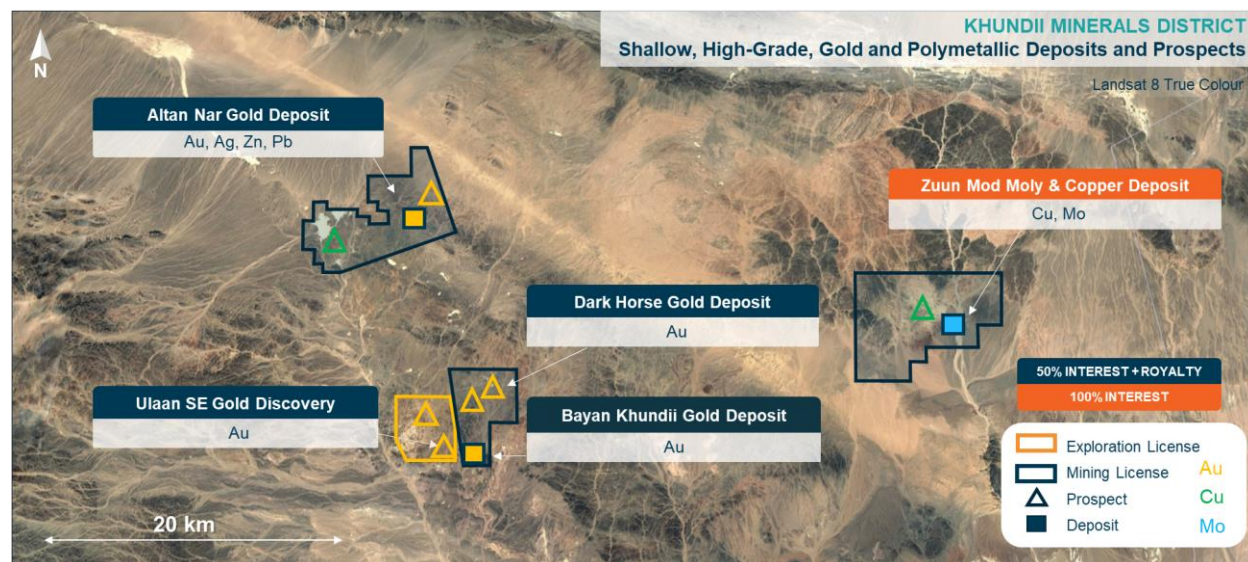 KHUNDII MINERALS DISTRICT
Shallow, High-Grade, Gold and Polymetallic Deposits and Prospects
Landsat 8 True Colour
N
Altan Nar Gold Deposit
Au, Ag, Zn, Pb
Zuun Mod Moly & Copper Deposit
Cu, Mo
Dark Horse Gold Deposit
Au
Ulaan SE Gold Discovery
Au
Bayan Khundii Gold Deposit
Au
50% INTEREST + ROYALTY
100% INTEREST
Exploration License
Mining License
Prospect
Deposit
Au
Cu
Mo
20 km